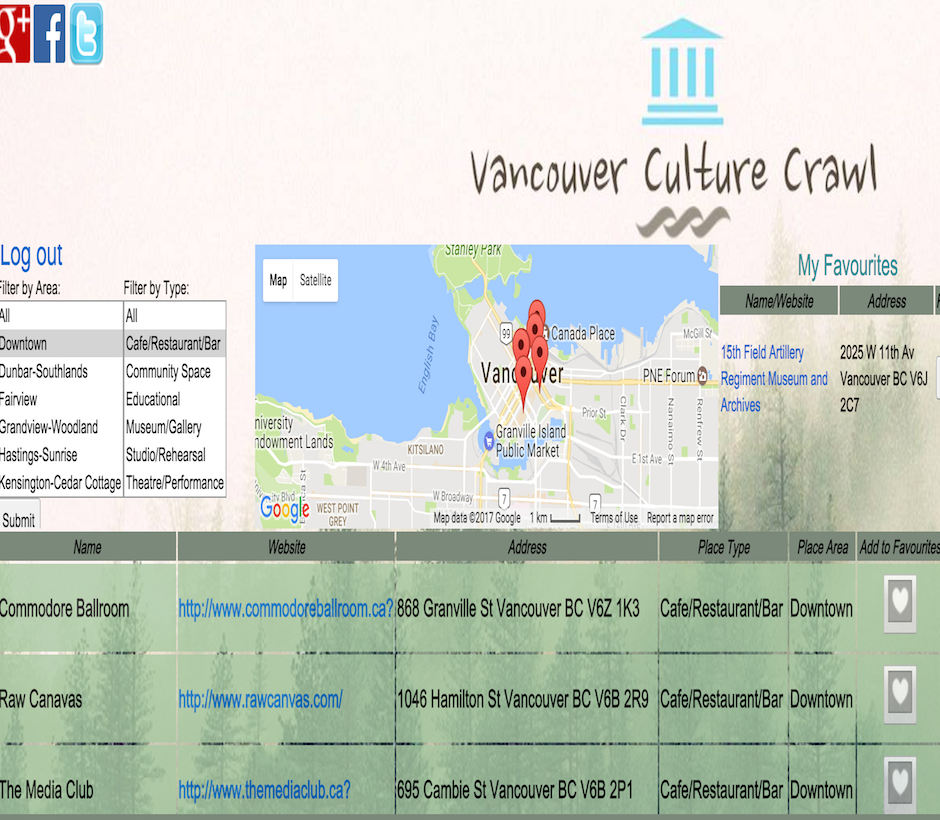 g+ f t
Vancouver Culture Crawl
Log out
Filter by Area:
Filter by Type:
All
All
Downtown
Cafe/Restaurant/Bar
Dunbar-Southlands
Community Space
Fairview
Educational
Grandview-Woodland
Museum/Gallery
Hastings-Sunrise
Studio/Rehearsal
Kensington-Cedar Cottage
Theatre/Performance
Submit
Map
Satellite
Stanley Park
English Bay
99
Canada Place
McGill St
Vancouver
PNE Forum
Prior St
Clark Dr
Nanaimo St
Renfrew St
niversity
ndowment Lands
Granville Island
Public Market
KITSILANO
W 4th Ave
E 1st Ave
W Broadway
7
7
WEST POINT
GREY
Google
Map data ©2017 Google
1 km
Terms of Use
Report a map error
My Favourites
Name/Website
Address
15th Field Artillery
Regiment Museum and
Archives
2025 W 11th Av
Vancouver BC V6J
2C7
Name Website Address Place Type Place Area Add to Favourites
Commodore Ballroom http://www.commodoreballroom.ca? 868 Granville St Vancouver BC V6Z 1K3 Cafe/Restaurant/Bar Downtown
Raw Canavas http://www.rawcanvas.com/ 1046 Hamilton St Vancouver BC V6B 2R9 Cafe/Restaurant/Bar Downtown
The Media Club http://www.themediaclub.ca? 695 Cambie St Vancouver BC V6B 2P1 Cafe/Restaurant/Bar Downtown